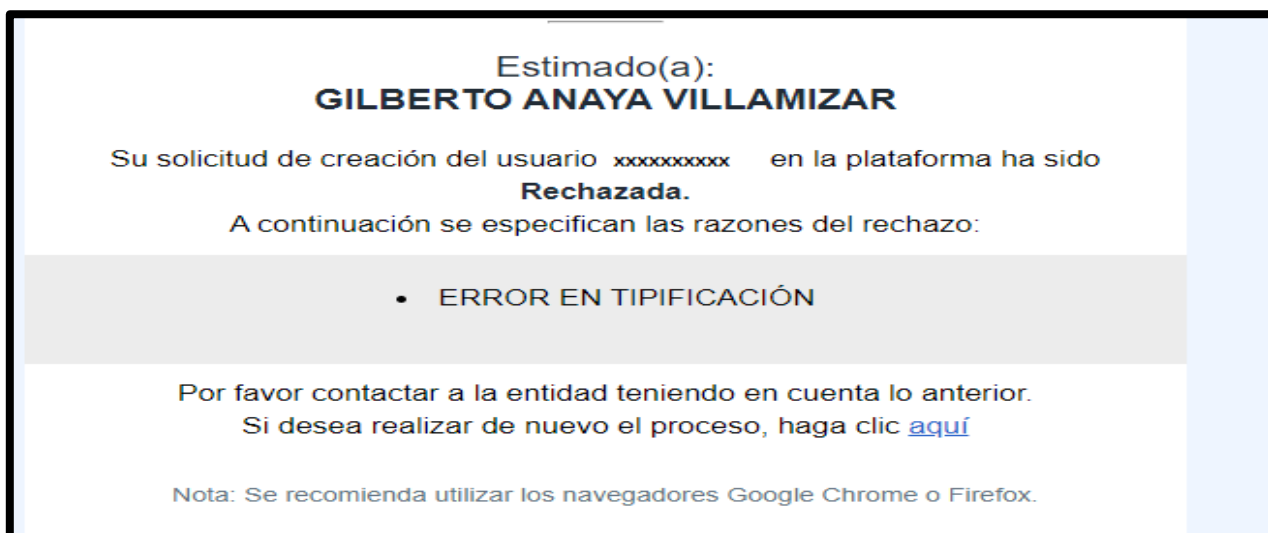 Estimado(a):
GILBERTO ANAYA VILLAMIZAR
Su solicitud de creación del usuario xxxxxxxxxx en la plataforma ha sido
Rechazada.
A continuación se especifican las razones del rechazo:
• ERROR EN TIPIFICACIÓN
Por favor contactar a la entidad teniendo en cuenta lo anterior.
Si desea realizar de nuevo el proceso, haga clic aquí
Nota: Se recomienda utilizar los navegadores Google Chrome o Firefox.